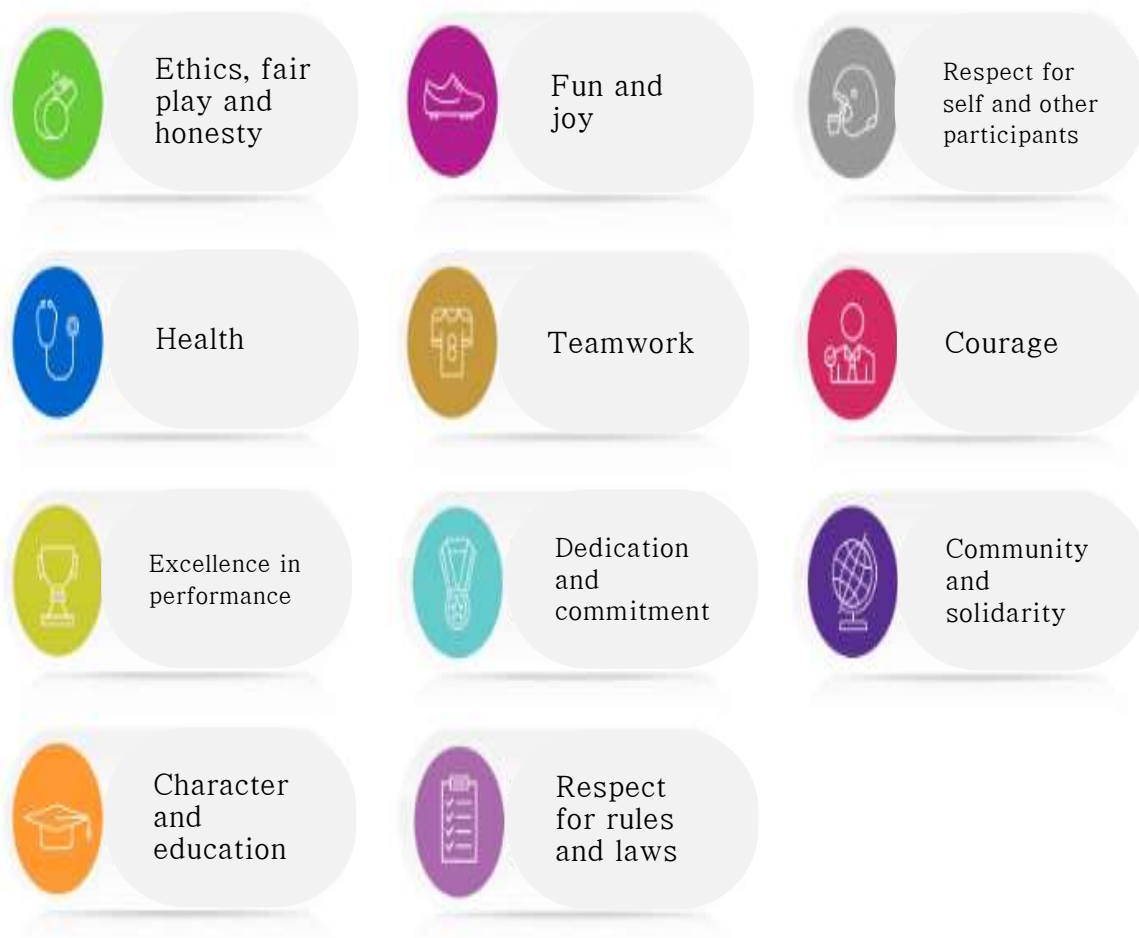 Ethics, fair
play and
honesty
Fun and
joy
Respect for
self and other
participants
Health
Teamwork
Courage
Excellence in
performance
Dedication
and
commitment
Community
and
solidarity
Character
and
education
Respect
for rules
and laws